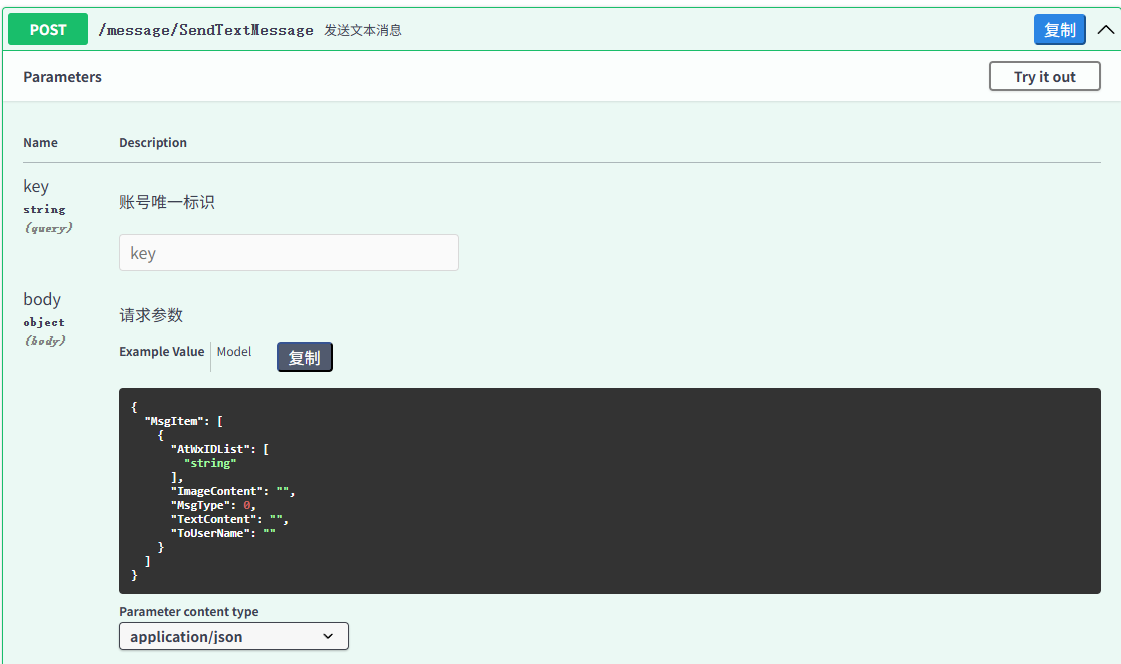 POST /message/SendTextMessage 发送文本消息 复制
Parameters Try it out
Name Description
key
string
(query)
账号唯一标识
key
body
object
(body)
请求参数
Example Value Model 复制
{
  "MsgItem": [
    {
      "AtWxIDList": [
        "string"
      ],
      "ImageContent": "",
      "MsgType": 0,
      "TextContent": "",
      "ToUserName": ""
    }
  ]
}
Parameter content type
application/json